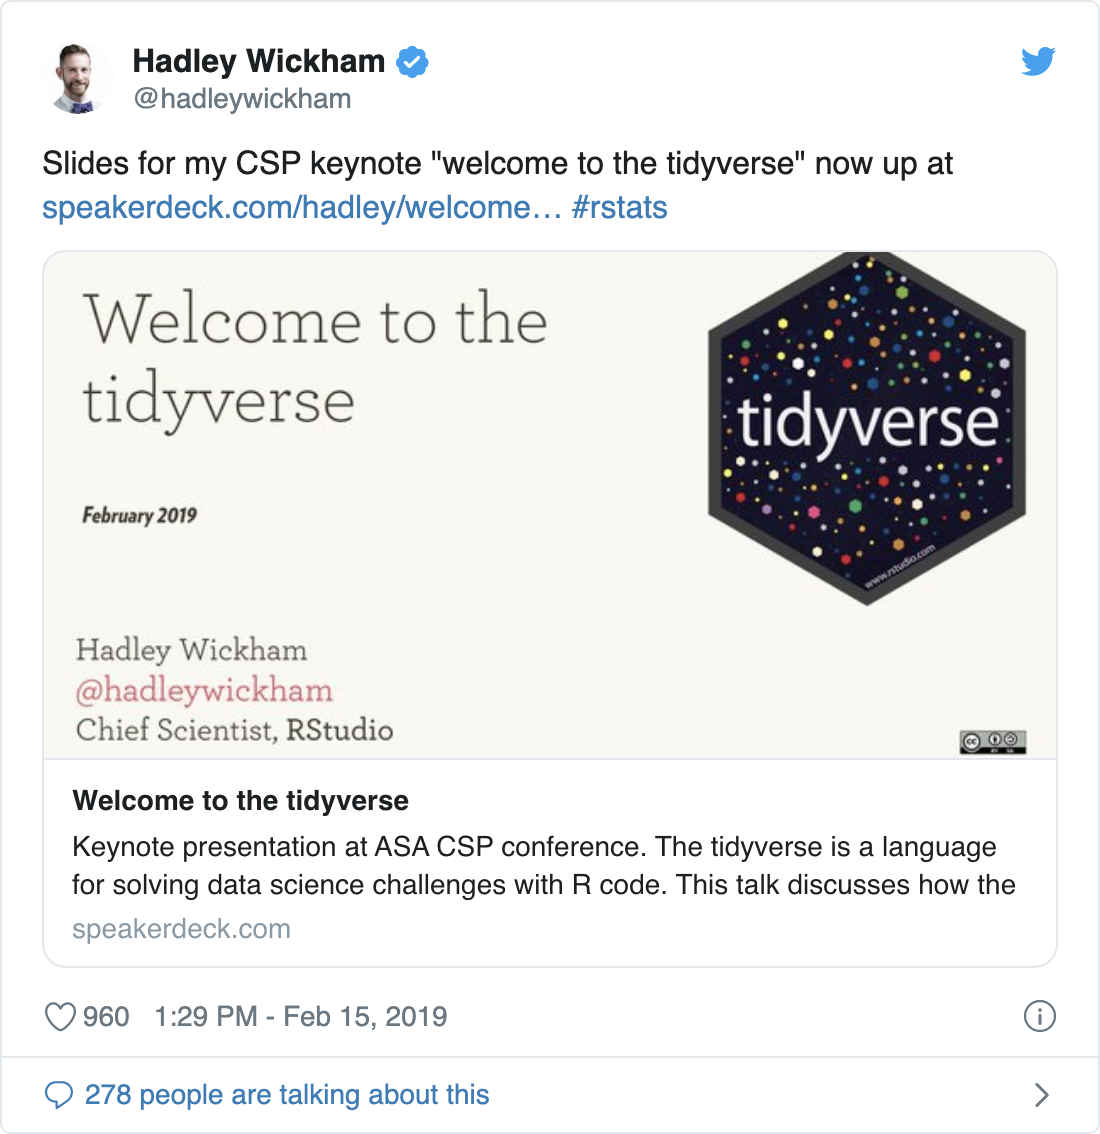 Hadley Wickham
@hadleywickham
Slides for my CSP keynote "welcome to the tidyverse" now up at
speakerdeck.com/hadley/welcome… #rstats
Welcome to the
tidyverse
February 2019
Hadley Wickham
@hadleywickham
Chief Scientist, RStudio
tidyverse
www.rstudio.com
cc
BY SA
Welcome to the tidyverse
Keynote presentation at ASA CSP conference. The tidyverse is a language
for solving data science challenges with R code. This talk discusses how the
speakerdeck.com
960 1:29 PM - Feb 15, 2019
278 people are talking about this